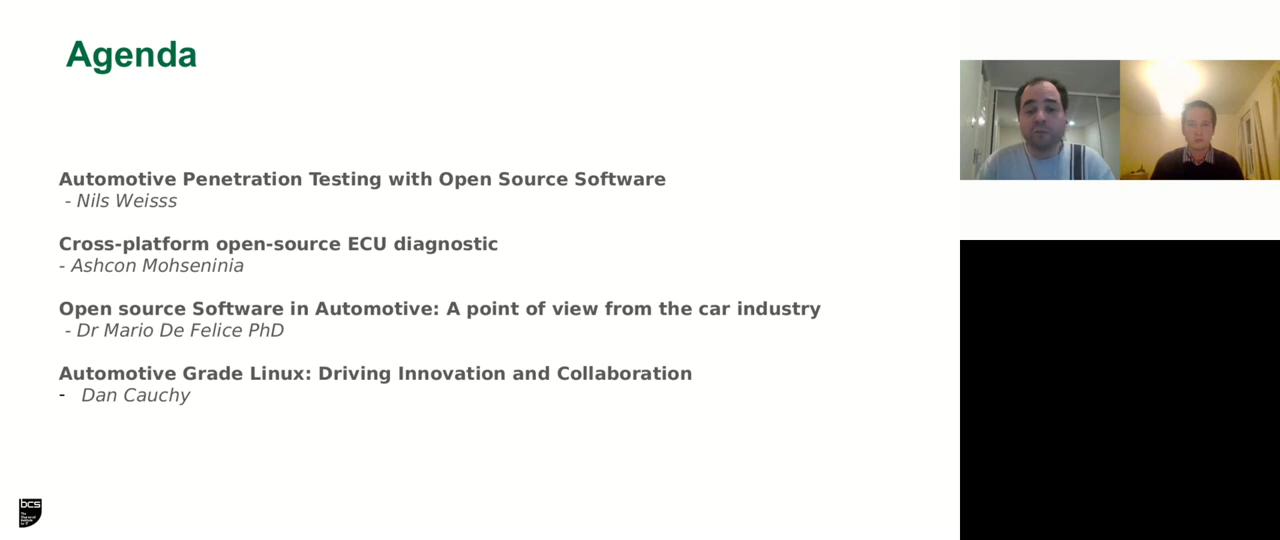 Agenda
Automotive Penetration Testing with Open Source Software
- Nils Weisss
Cross-platform open-source ECU diagnostic
- Ashcon Mohseninia
Open source Software in Automotive: A point of view from the car industry
- Dr Mario De Felice PhD
Automotive Grade Linux: Driving Innovation and Collaboration
- Dan Cauchy
bcs